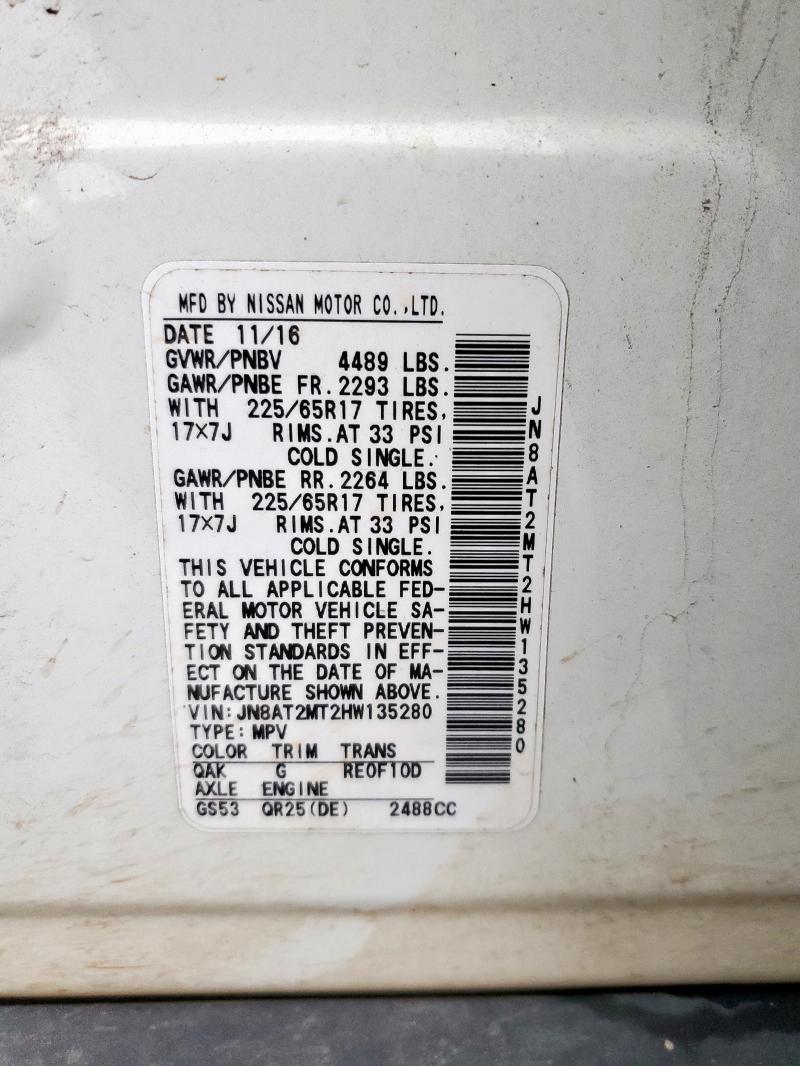 MFD BY NISSAN MOTOR CO.,LTD.
DATE 11/16
GVWR/PNBV 4489 LBS.
GAWR/PNBE FR. 2293 LBS.
WITH 225/65R17 TIRES,
17×7J RIMS.AT 33 PSI
COLD SINGLE.
GAWR/PNBE RR. 2264 LBS.
WITH 225/65R17 TIRES,
17×7J RIMS.AT 33 PSI
COLD SINGLE.
THIS VEHICLE CONFORMS
TO ALL APPLICABLE FED-
ERAL MOTOR VEHICLE SA-
FETY AND THEFT PREVEN-
TION STANDARDS IN EFF-
ECT ON THE DATE OF MA-
NUFACTURE SHOWN ABOVE.
VIN: JN8AT2MT2HW135280
TYPE: MPV
COLOR TRIM TRANS
QAK G RE0F10D
AXLE ENGINE
GS53 QR25(DE) 2488CC
JN8AT2MT2HW135280